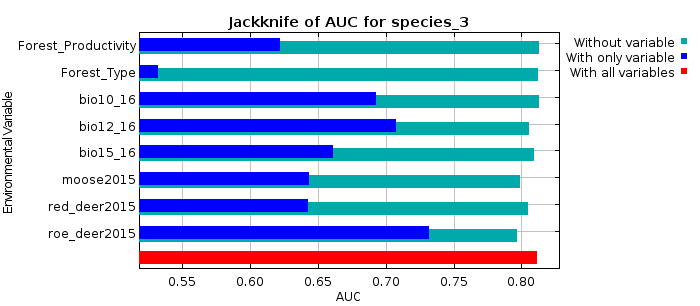 Jackknife of AUC for species_3
Environmental Variable
Forest_Productivity
Forest_Type
bio10_16
bio12_16
bio15_16
moose2015
red_deer2015
roe_deer2015
Without variable
With only variable
With all variables
0.55 0.60 0.65 0.70 0.75 0.80
AUC